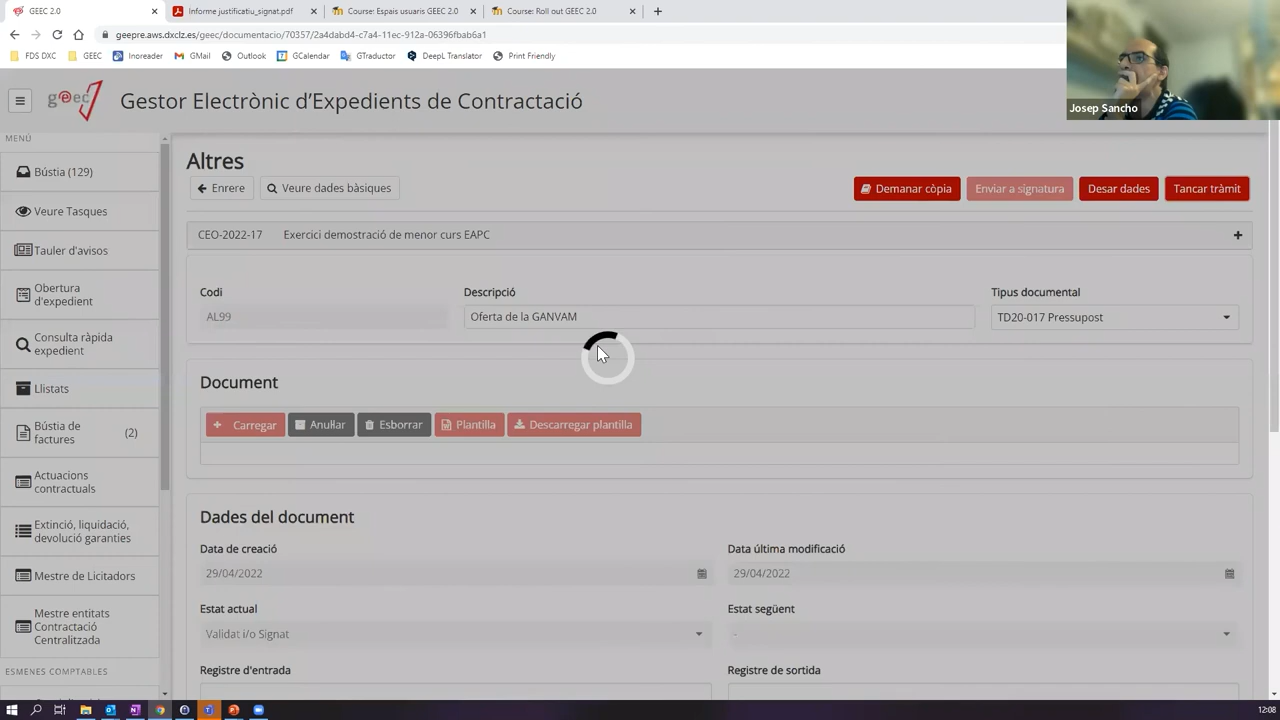 GEEC 2.0
Informe justificatiu_signat.pdf
Course: Espais usuaris GEEC 2.0
Course: Roll out GEEC 2.0
geepre.aws.dxclz.es/geec/documentacio/70357/2a4dabd4-c7a4-11ec-912a-06396fbab6a1
FDS DXC
GEEC
Inoreader
GMail
Outlook
GCalendar
GTraductor
DeepL Translator
Print Friendly
Josep Sancho
geec
Gestor Electrònic d'Expedients de Contractació
MENÚ
Bústia (129)
Veure Tasques
Tauler d'avisos
Obertura
d'expedient
Consulta ràpida
expedient
Llistats
Bústia de
factures
(2)
Actuacions
contractuals
Extinció, liquidació,
devolució garanties
Mestre de Licitadors
Mestre entitats
Contractació
Centralitzada
ESMENES COMPTABLES
Altres
Enrere
Veure dades bàsiques
Demanar còpia
Enviar a signatura
Desar dades
Tancar tràmit
CEO-2022-17
Exercici demostració de menor curs EAPC
Codi
Descripció
Tipus documental
AL99
Oferta de la GANVAM
TD20-017 Pressupost
Document
Carregar
Anul·lar
Esborrar
Plantilla
Descarregar plantilla
Dades del document
Data de creació
Data última modificació
29/04/2022
29/04/2022
Estat actual
Estat següent
Validat i/o Signat
-
Registre d'entrada
Registre de sortida
12:08